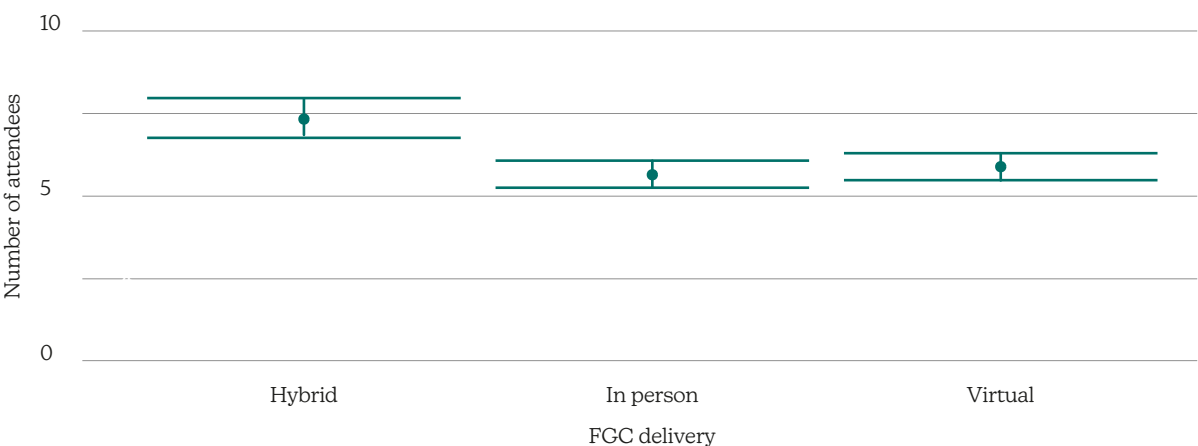 10
Number of attendees
5
0
Hybrid In person Virtual
FGC delivery